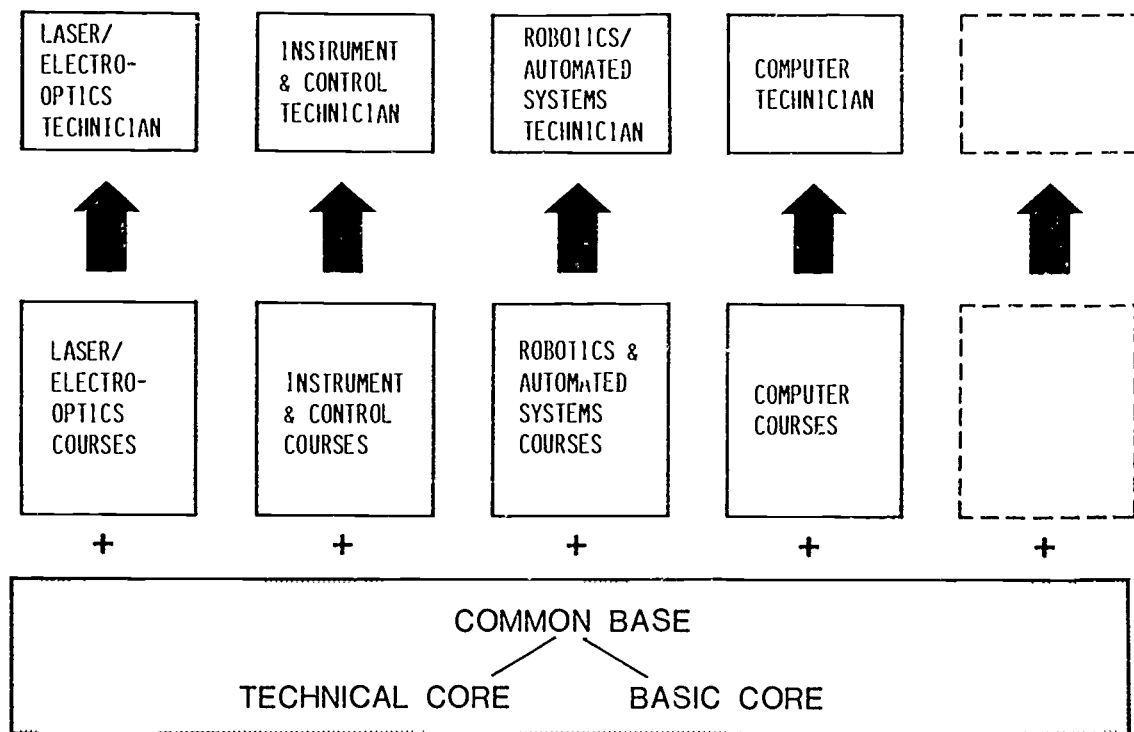 LASER/
ELECTRO-
OPTICS
TECHNICIAN
INSTRUMENT
& CONTROL
TECHNICIAN
ROBOTICS/
AUTOMATED
SYSTEMS
TECHNICIAN
COMPUTER
TECHNICIAN
LASER/
ELECTRO-
OPTICS
COURSES
INSTRUMENT
& CONTROL
COURSES
ROBOTICS &
AUTOMATED
SYSTEMS
COURSES
COMPUTER
COURSES
+ + + + +
COMMON BASE
TECHNICAL CORE BASIC CORE